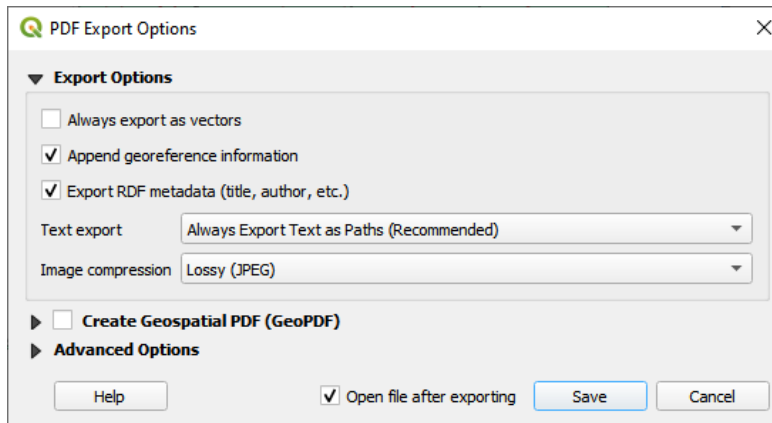 PDF Export Options
Export Options
Always export as vectors
Append georeference information
Export RDF metadata (title, author, etc.)
Text export Always Export Text as Paths (Recommended)
Image compression Lossy (JPEG)
Create Geospatial PDF (GeoPDF)
Advanced Options
Help Open file after exporting Save Cancel